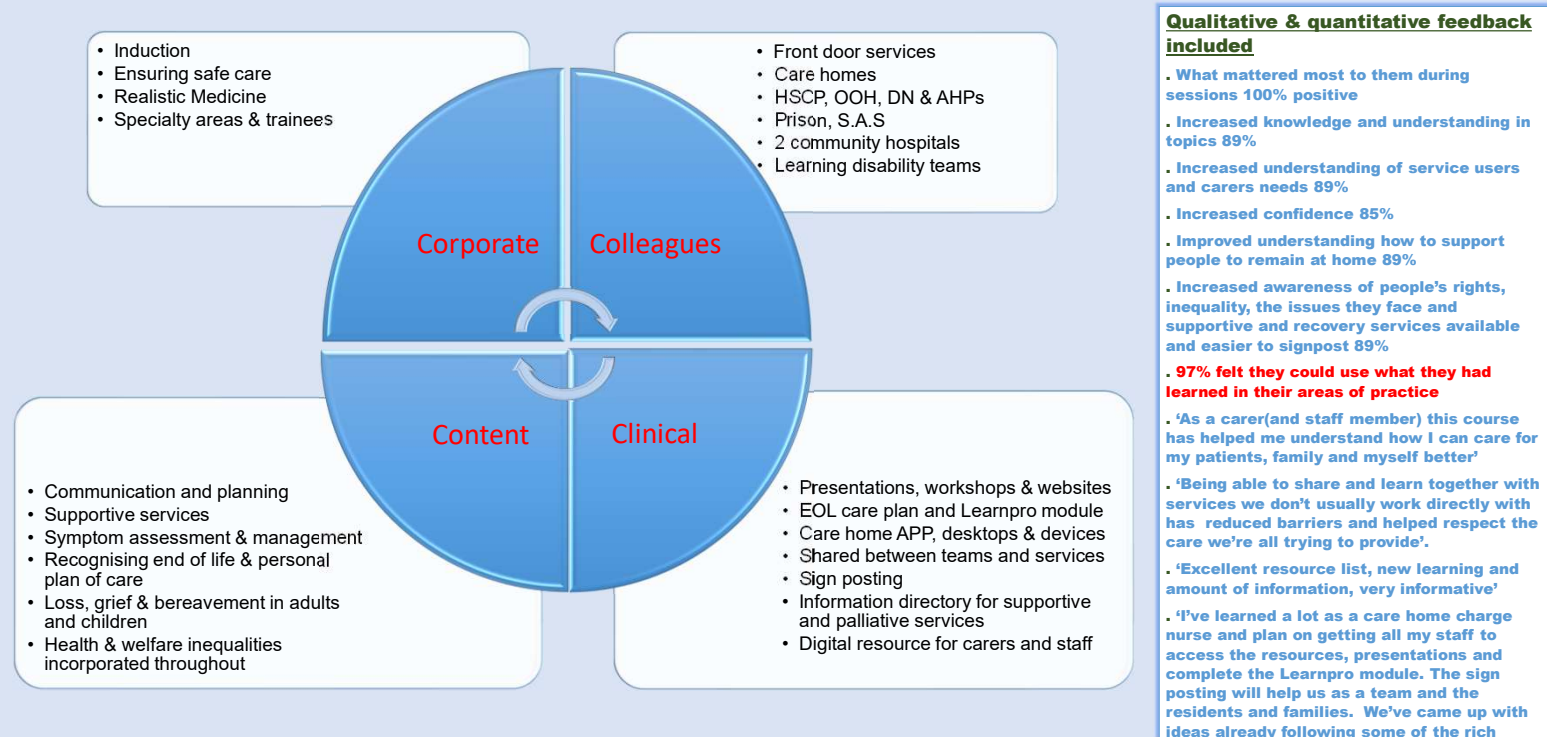 • Induction
• Ensuring safe care
• Realistic Medicine
• Specialty areas & trainees
• Front door services
• Care homes
• HSCP, OOH, DN & AHPs
• Prison, S.A.S
• 2 community hospitals
• Learning disability teams
Corporate
Colleagues
Content
Clinical
• Communication and planning
• Supportive services
• Symptom assessment & management
• Recognising end of life & personal
plan of care
• Loss, grief & bereavement in adults
and children
• Health & welfare inequalities
incorporated throughout
• Presentations, workshops & websites
• EOL care plan and Learnpro module
• Care home APP, desktops & devices
• Shared between teams and services
• Sign posting
• Information directory for supportive
and palliative services
• Digital resource for carers and staff
Qualitative & quantitative feedback
included
. What mattered most to them during
sessions 100% positive
. Increased knowledge and understanding in
topics 89%
. Increased understanding of service users
and carers needs 89%
. Increased confidence 85%
. Improved understanding how to support
people to remain at home 89%
. Increased awareness of people’s rights,
inequality, the issues they face and
supportive and recovery services available
and easier to signpost 89%
. 97% felt they could use what they had
learned in their areas of practice
. ‘As a carer(and staff member) this course
has helped me understand how I can care for
my patients, family and myself better’
. ‘Being able to share and learn together with
services we don’t usually work directly with
has  reduced barriers and helped respect the
care we’re all trying to provide’.
. ‘Excellent resource list, new learning and
amount of information, very informative’
. ‘I’ve learned a lot as a care home charge
nurse and plan on getting all my staff to
access the resources, presentations and
complete the Learnpro module. The sign
posting will help us as a team and the
residents and families.  We’ve came up with
ideas already following some of the rich